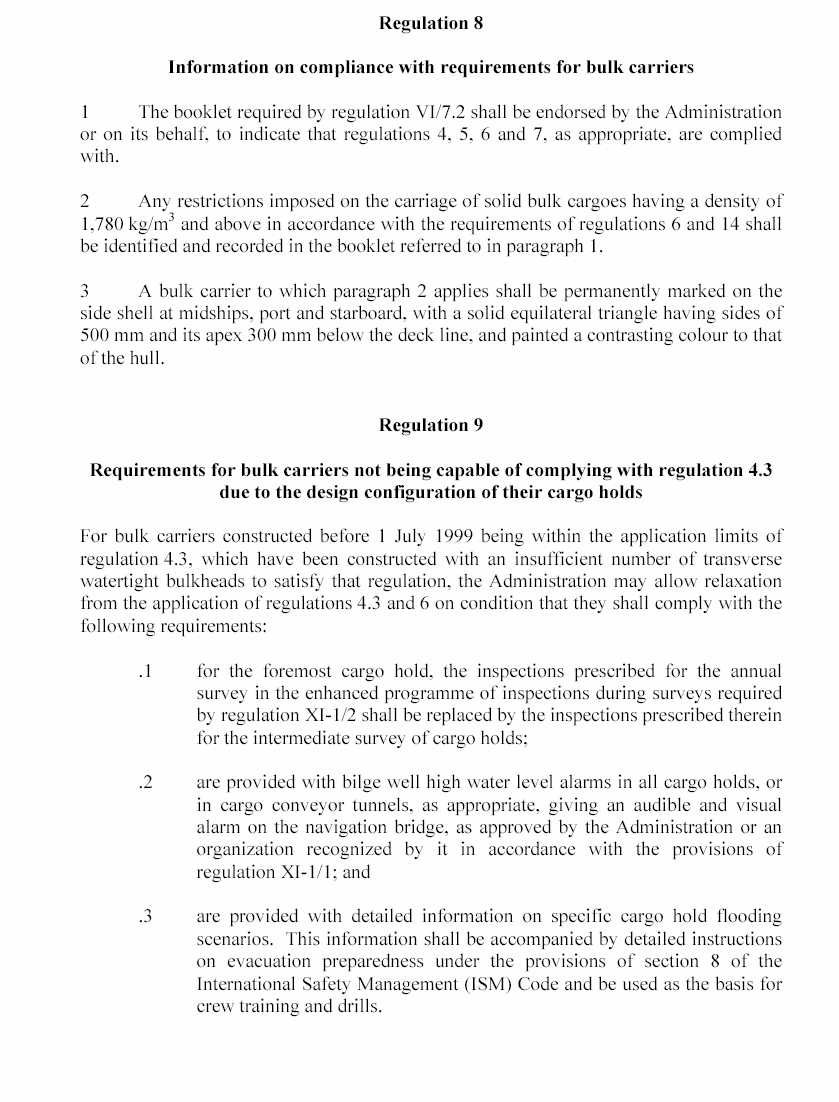 Regulation 8
Information on compliance with requirements for bulk carriers
1 The booklet required by regulation VI/7.2 shall be endorsed by the Administration
or on its behalf, to indicate that regulations 4, 5, 6 and 7, as appropriate, are complied
with.
2 Any restrictions imposed on the carriage of solid bulk cargoes having a density of
1,780 kg/m³ and above in accordance with the requirements of regulations 6 and 14 shall
be identified and recorded in the booklet referred to in paragraph 1.
3 A bulk carrier to which paragraph 2 applies shall be permanently marked on the
side shell at midships, port and starboard, with a solid equilateral triangle having sides of
500 mm and its apex 300 mm below the deck line, and painted a contrasting colour to that
of the hull.
Regulation 9
Requirements for bulk carriers not being capable of complying with regulation 4.3
due to the design configuration of their cargo holds
For bulk carriers constructed before 1 July 1999 being within the application limits of
regulation 4.3, which have been constructed with an insufficient number of transverse
watertight bulkheads to satisfy that regulation, the Administration may allow relaxation
from the application of regulations 4.3 and 6 on condition that they shall comply with the
following requirements:
.1 for the foremost cargo hold, the inspections prescribed for the annual
survey in the enhanced programme of inspections during surveys required
by regulation XI-1/2 shall be replaced by the inspections prescribed therein
for the intermediate survey of cargo holds;
.2 are provided with bilge well high water level alarms in all cargo holds, or
in cargo conveyor tunnels, as appropriate, giving an audible and visual
alarm on the navigation bridge, as approved by the Administration or an
organization recognized by it in accordance with the provisions of
regulation XI-1/1; and
.3 are provided with detailed information on specific cargo hold flooding
scenarios. This information shall be accompanied by detailed instructions
on evacuation preparedness under the provisions of section 8 of the
International Safety Management (ISM) Code and be used as the basis for
crew training and drills.